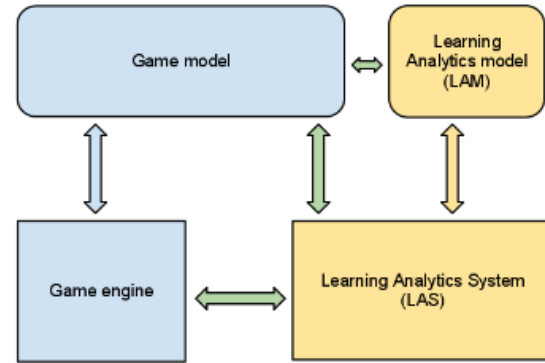 Game model
Learning
Analytics model
(LAM)
Game engine
Learning Analytics System
(LAS)